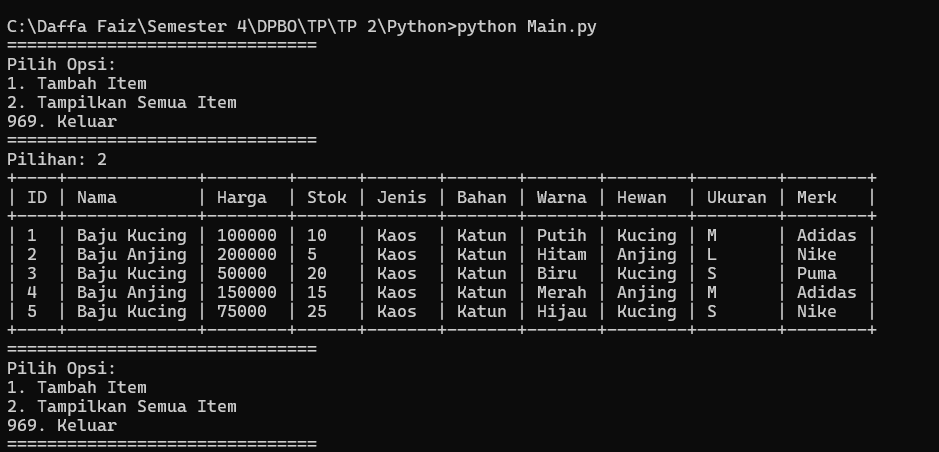 C:\Daffa Faiz\Semester 4\DPBO\TP\TP 2\Python>python Main.py
===============================
Pilih Opsi:
1. Tambah Item
2. Tampilkan Semua Item
969. Keluar
===============================
Pilihan: 2
+----+-------------+--------+------+-------+-------+-------+--------+--------+--------+
| ID | Nama        | Harga  | Stok | Jenis | Bahan | Warna | Hewan  | Ukuran | Merk   |
+----+-------------+--------+------+-------+-------+-------+--------+--------+--------+
| 1  | Baju Kucing | 100000 | 10   | Kaos  | Katun | Putih | Kucing | M      | Adidas |
| 2  | Baju Anjing | 200000 | 5    | Kaos  | Katun | Hitam | Anjing | L      | Nike   |
| 3  | Baju Kucing | 50000  | 20   | Kaos  | Katun | Biru  | Kucing | S      | Puma   |
| 4  | Baju Anjing | 150000 | 15   | Kaos  | Katun | Merah | Anjing | M      | Adidas |
| 5  | Baju Kucing | 75000  | 25   | Kaos  | Katun | Hijau | Kucing | S      | Nike   |
+----+-------------+--------+------+-------+-------+-------+--------+--------+--------+
===============================
Pilih Opsi:
1. Tambah Item
2. Tampilkan Semua Item
969. Keluar
===============================